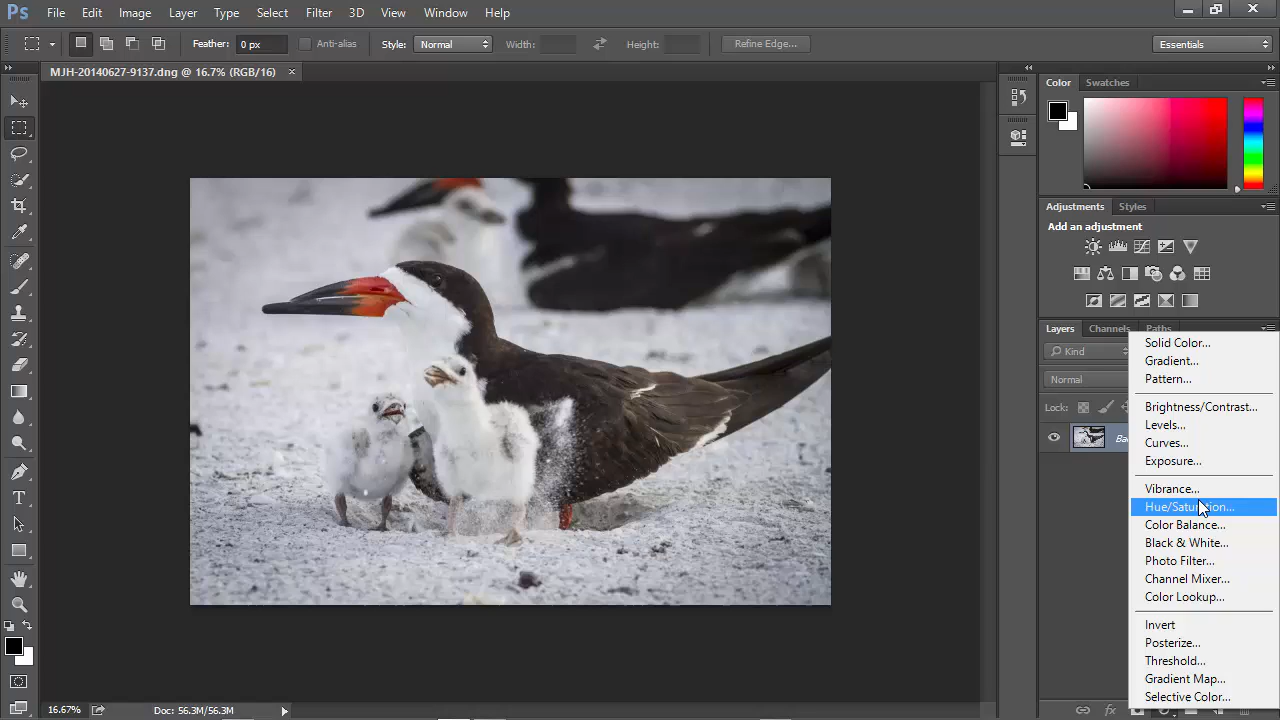 Ps File Edit Image Layer Type Select Filter 3D View Window Help
Feather: 0 px Anti-alias Style: Normal Width: Height: Refine Edge... Essentials
MJH-20140627-9137.dng @ 16.7% (RGB/16) ×
Color Swatches
Adjustments Styles
Add an adjustment
Layers Channels Paths
Kind
Normal
Lock:
Solid Color...
Gradient...
Pattern...
Brightness/Contrast...
Levels...
Curves...
Exposure...
Vibrance...
Hue/Saturation...
Color Balance...
Black & White...
Photo Filter...
Channel Mixer...
Color Lookup...
Invert
Posterize...
Threshold...
Gradient Map...
Selective Color...
16.67% Doc: 56.3M/56.3M
fx